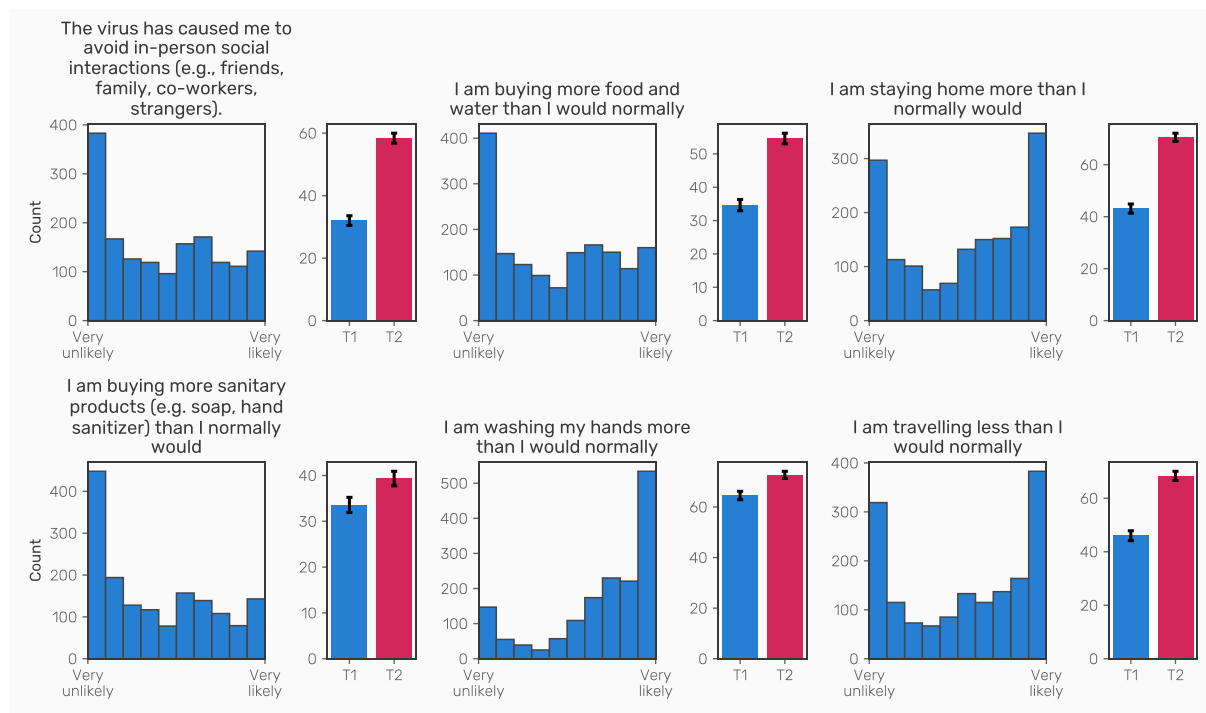 The virus has caused me to
avoid in-person social
interactions (e.g., friends,
family, co-workers,
strangers).
I am buying more food and
water than I would normally
I am staying home more than I
normally would
Count
400
300
200
100
0
Very
unlikely
Very
likely
60
40
20
0
T1
T2
400
300
200
100
0
Very
unlikely
Very
likely
50
40
30
20
10
0
T1
T2
300
200
100
0
Very
unlikely
Very
likely
60
40
20
0
T1
T2
I am buying more sanitary
products (e.g. soap, hand
sanitizer) than I normally
would
I am washing my hands more
than I would normally
I am travelling less than I
would normally
Count
400
300
200
100
0
Very
unlikely
Very
likely
40
30
20
10
0
T1
T2
500
400
300
200
100
0
Very
unlikely
Very
likely
60
40
20
0
T1
T2
400
300
200
100
0
Very
unlikely
Very
likely
60
40
20
0
T1
T2